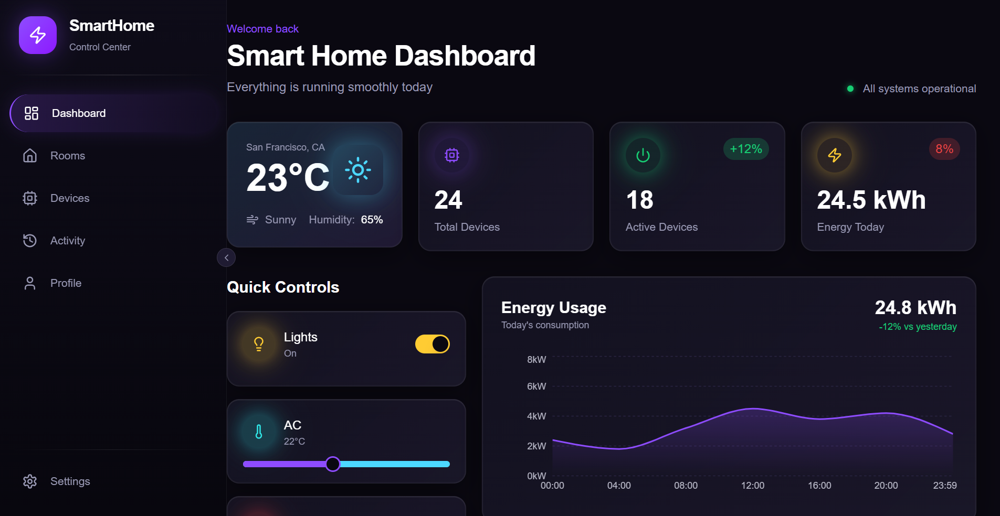 SmartHome
Control Center
Dashboard
Rooms
Devices
Activity
Profile
Settings
Welcome back
Smart Home Dashboard
Everything is running smoothly today
All systems operational
San Francisco, CA
23°C
Sunny Humidity: 65%
24
Total Devices
+12%
18
Active Devices
8%
24.5 kWh
Energy Today
Quick Controls
Lights
On
AC
22°C
Energy Usage
Today's consumption
24.8 kWh
-12% vs yesterday
8kW
6kW
4kW
2kW
0kW
00:00 04:00 08:00 12:00 16:00 20:00 23:59